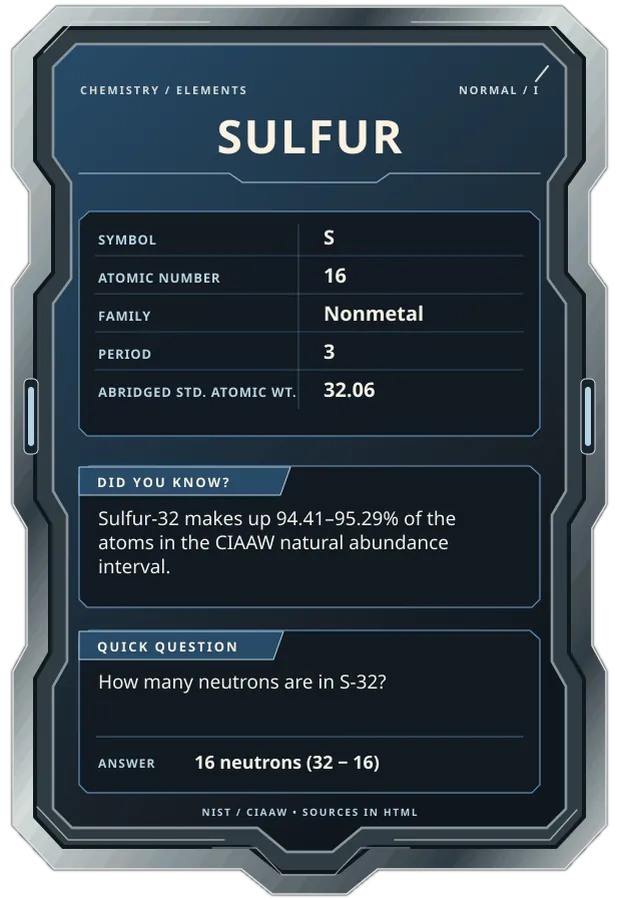 CHEMISTRY / ELEMENTS
NORMAL / I
SULFUR
SYMBOL S
ATOMIC NUMBER 16
FAMILY Nonmetal
PERIOD 3
ABRIDGED STD. ATOMIC WT. 32.06
DID YOU KNOW?
Sulfur-32 makes up 94.41–95.29% of the
atoms in the CIAAW natural abundance
interval.
QUICK QUESTION
How many neutrons are in S-32?
ANSWER 16 neutrons (32 − 16)
NIST / CIAAW • SOURCES IN HTML